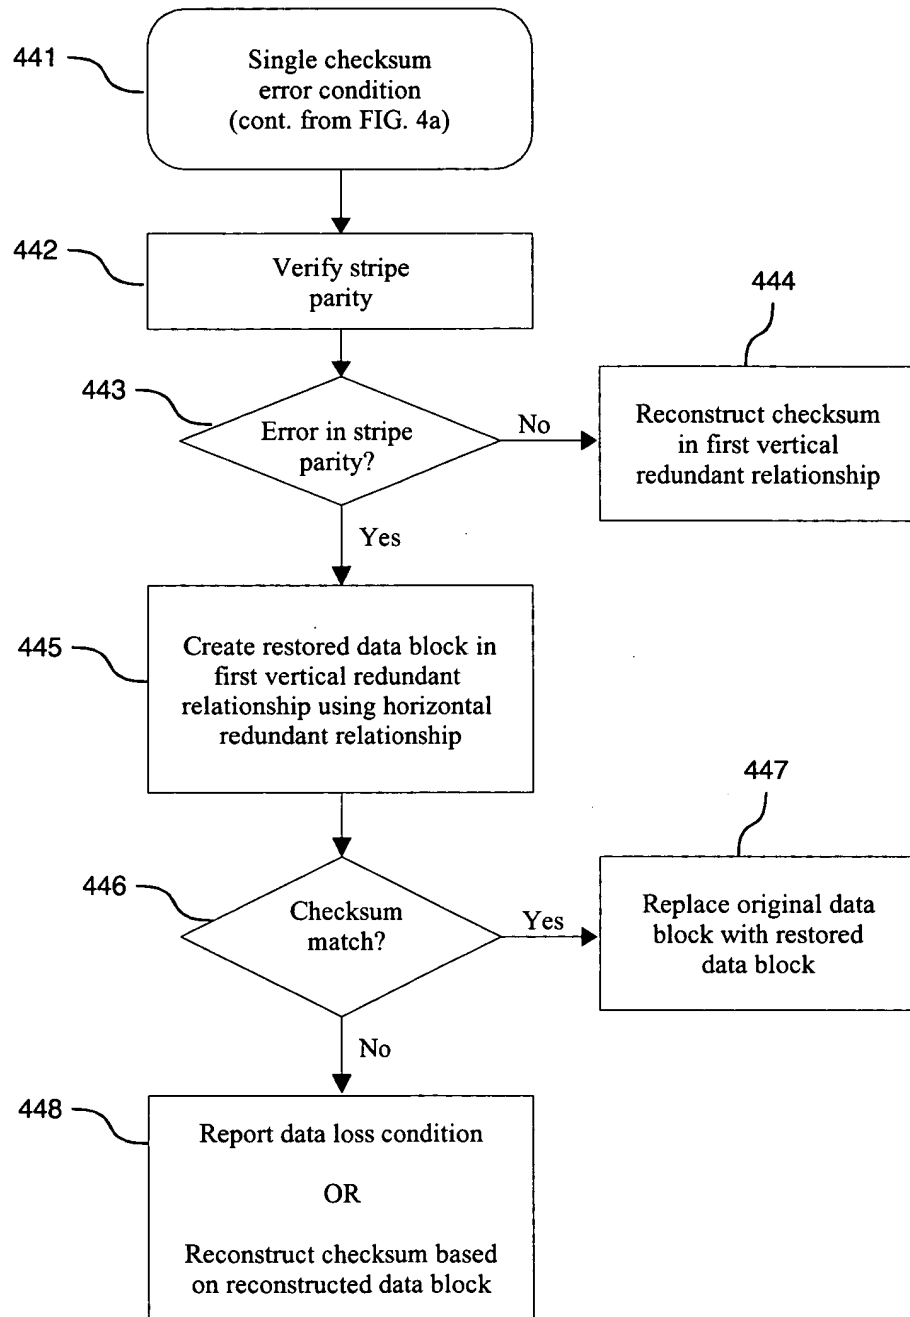 441
Single checksum
error condition
(cont. from FIG. 4a)
442
Verify stripe
parity
443
Error in stripe
parity?
No
444
Reconstruct checksum
in first vertical
redundant relationship
Yes
445
Create restored data block in
first vertical redundant
relationship using horizontal
redundant relationship
446
Checksum
match?
Yes
447
Replace original data
block with restored
data block
No
448
Report data loss condition
OR
Reconstruct checksum based
on reconstructed data block